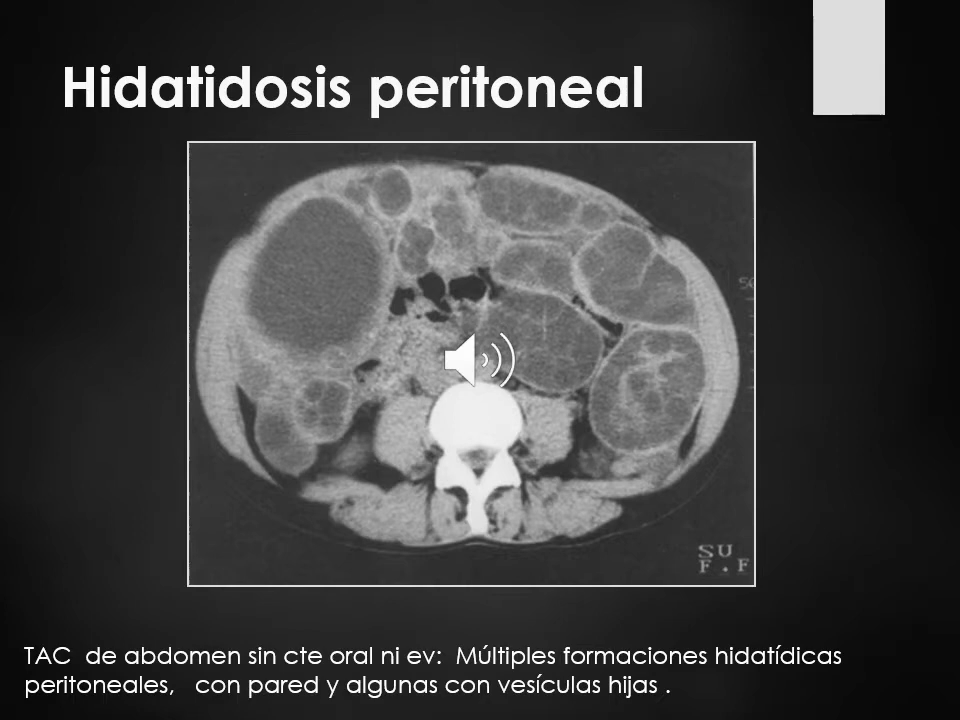 Hidatidosis peritoneal
SU
F . F
TAC de abdomen sin cte oral ni ev: Múltiples formaciones hidatídicas
peritoneales, con pared y algunas con vesículas hijas .